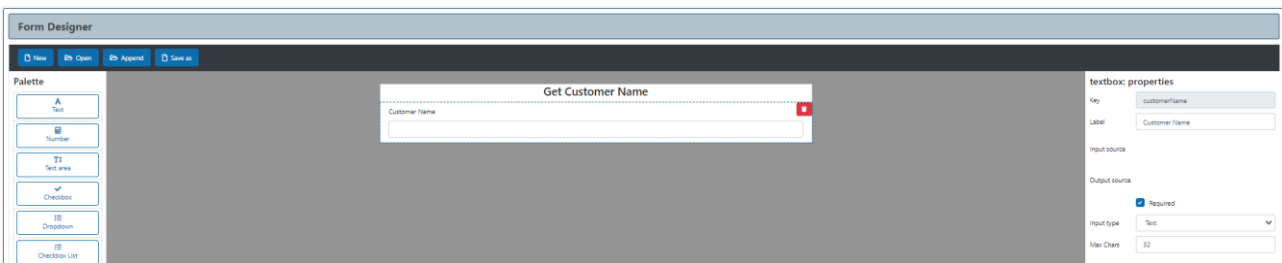 Form Designer
New Open Append Save as
Palette
A
Text
Number
TI
Text area
Checkbox
Dropdown
Checkbox List
Get Customer Name
Customer Name
textbox: properties
Key customerName
Label Customer Name
Input source
Output source
Required
Input type Text
Max Chars 32